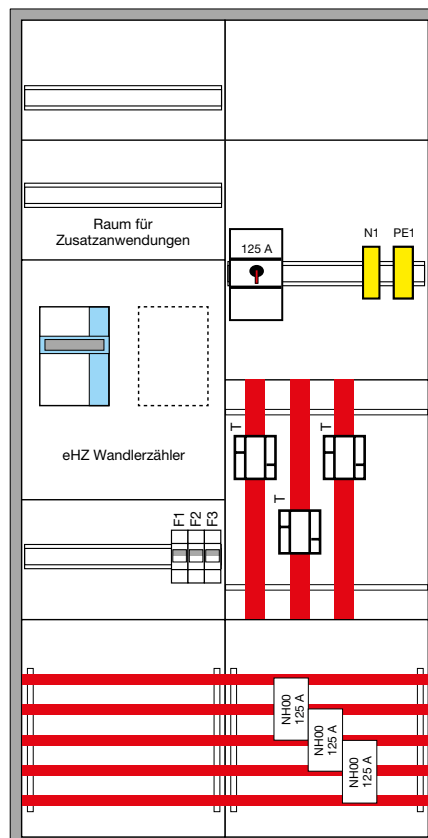 Raum für
Zusatzanwendungen
125 A
N1
PE1
eHZ Wandlerzähler
T
T
T
F1
F2
F3
NH00
125 A
NH00
125 A
NH00
125 A